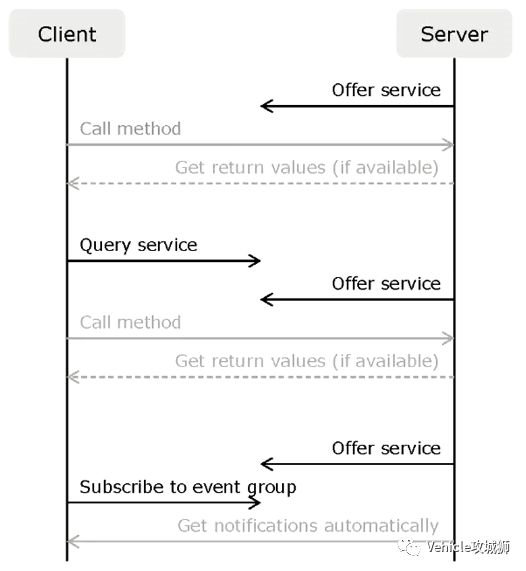 Client
Server
Offer service
Call method
Get return values (if available)
Query service
Offer service
Call method
Get return values (if available)
Offer service
Subscribe to event group
Get notifications automatically
Vehicle攻城狮